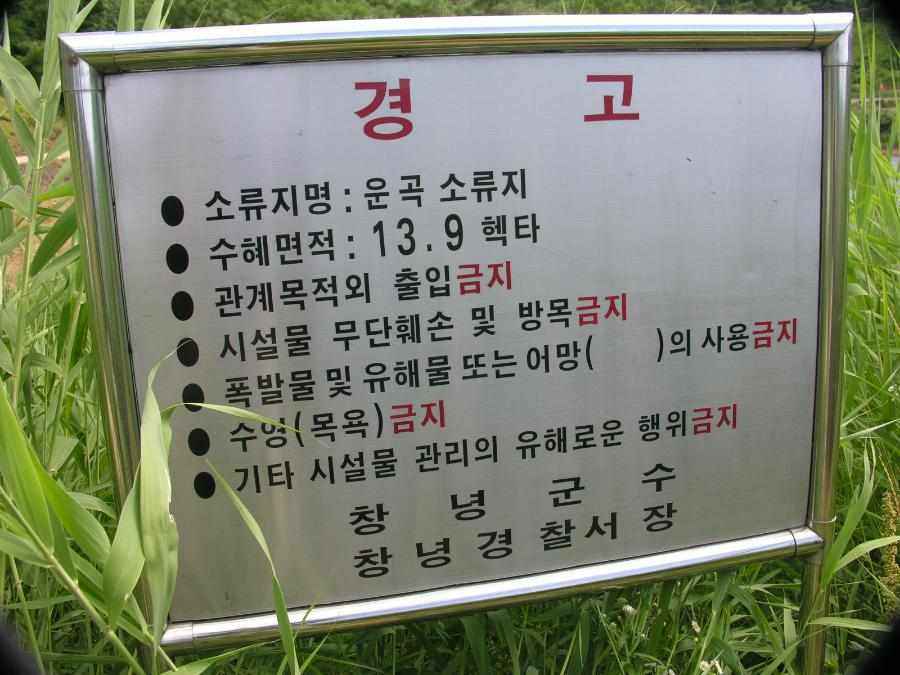 경 고
● 소류지명 : 운곡 소류지
● 수혜면적 : 13.9 헥타
● 관계목적외 출입금지
● 시설물 무단훼손 및 방목금지
● 폭발물 및 유해물 또는 어망( )의 사용금지
● 수영(목욕)금지
● 기타 시설물 관리의 유해로운 행위금지
창 녕 군 수
창 녕 경 찰 서 장